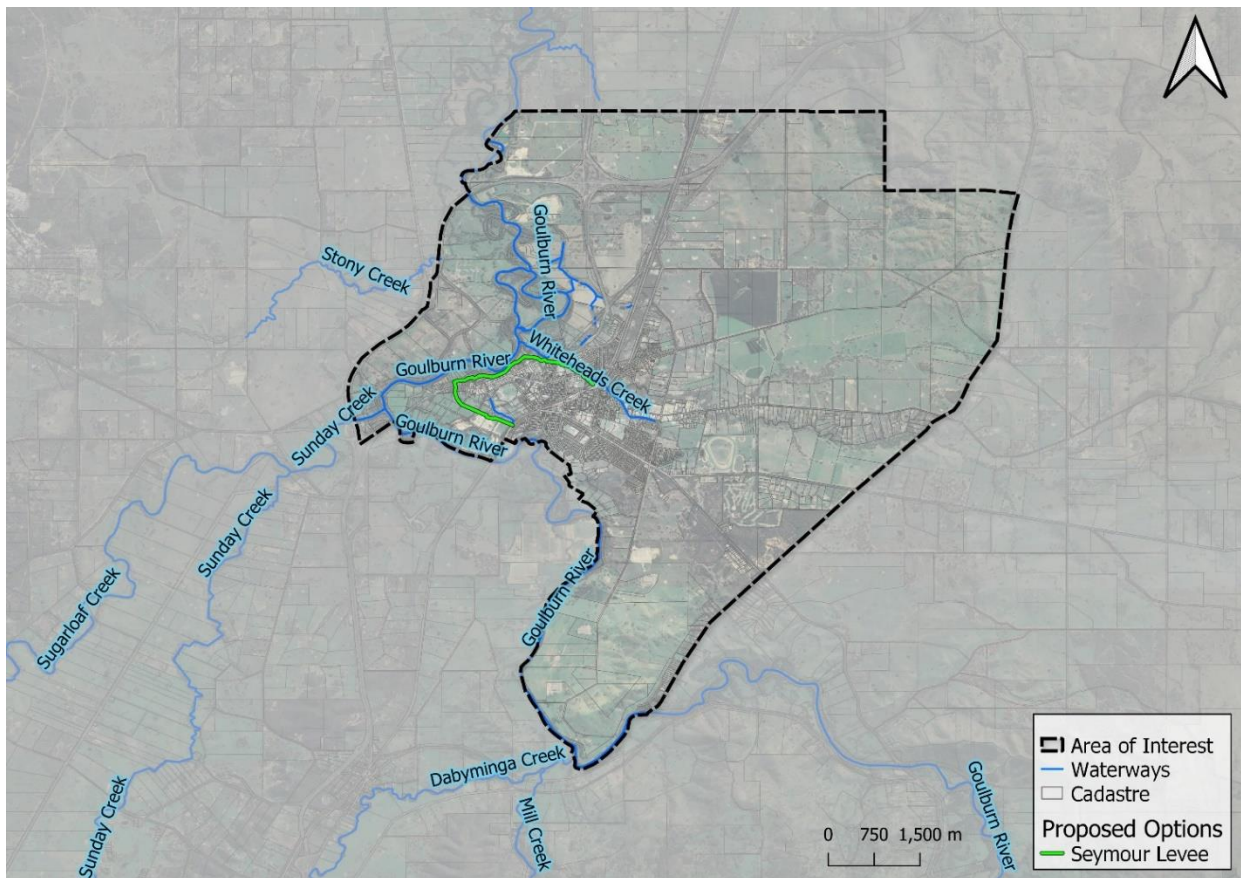 Goulburn River
Stony Creek
Whiteheads Creek
Goulburn River
Sunday Creek
Goulburn River
Sunday Creek
Sugarloaf Creek
Goulburn River
Dabyminga Creek
Mill Creek
Sunday Creek
Goulburn River
Area of Interest
Waterways
Cadastre
Proposed Options
Seymour Levee
0 750 1,500 m